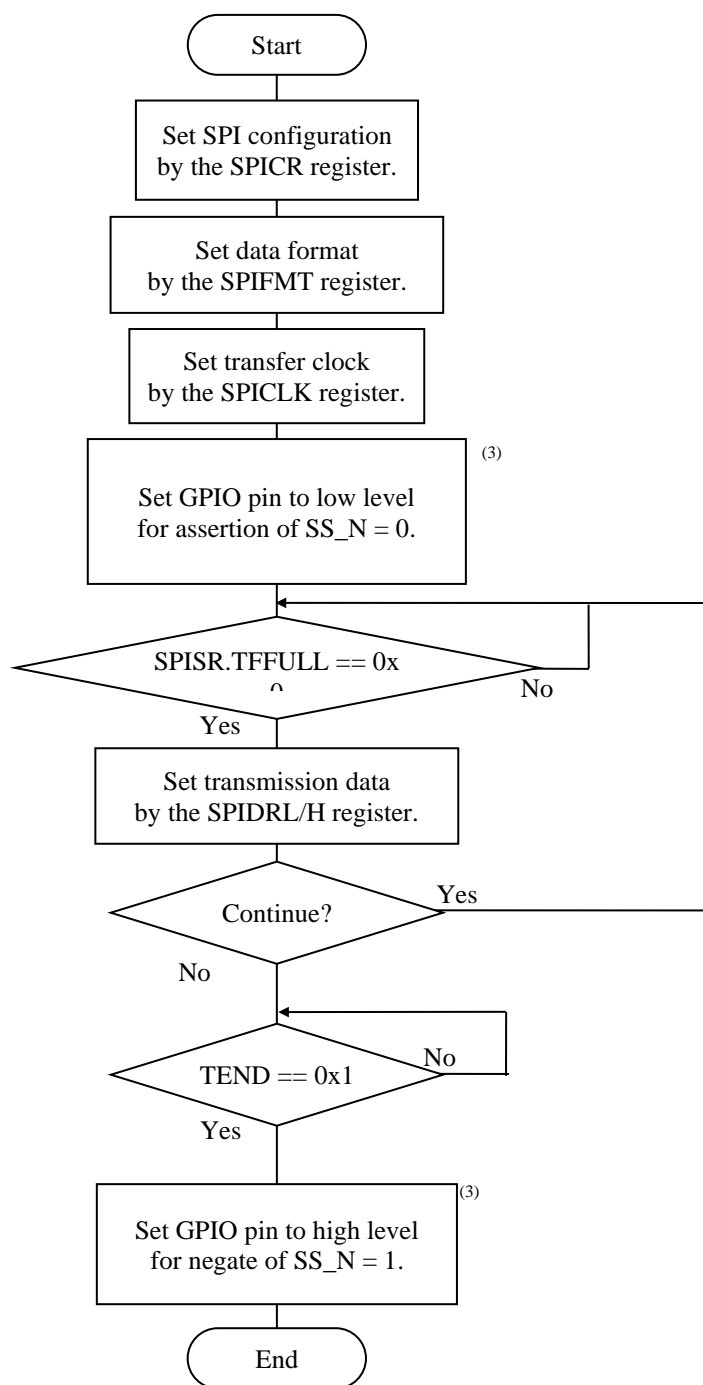 Start
Set SPI configuration
by the SPICR register.
Set data format
by the SPIFMT register.
Set transfer clock
by the SPICLK register.
(3)
Set GPIO pin to low level
for assertion of SS_N = 0.
SPISR.TFFULL == 0x
0
No
Yes
Set transmission data
by the SPIDRL/H register.
Yes
Continue?
No
No
TEND == 0x1
Yes
(3)
Set GPIO pin to high level
for negate of SS_N = 1.
End